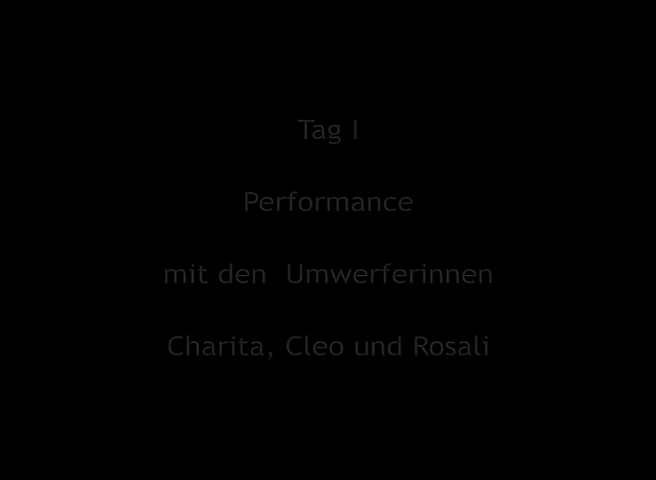 Tag I
Performance
mit den  Umwerferinnen
Charita, Cleo und Rosali